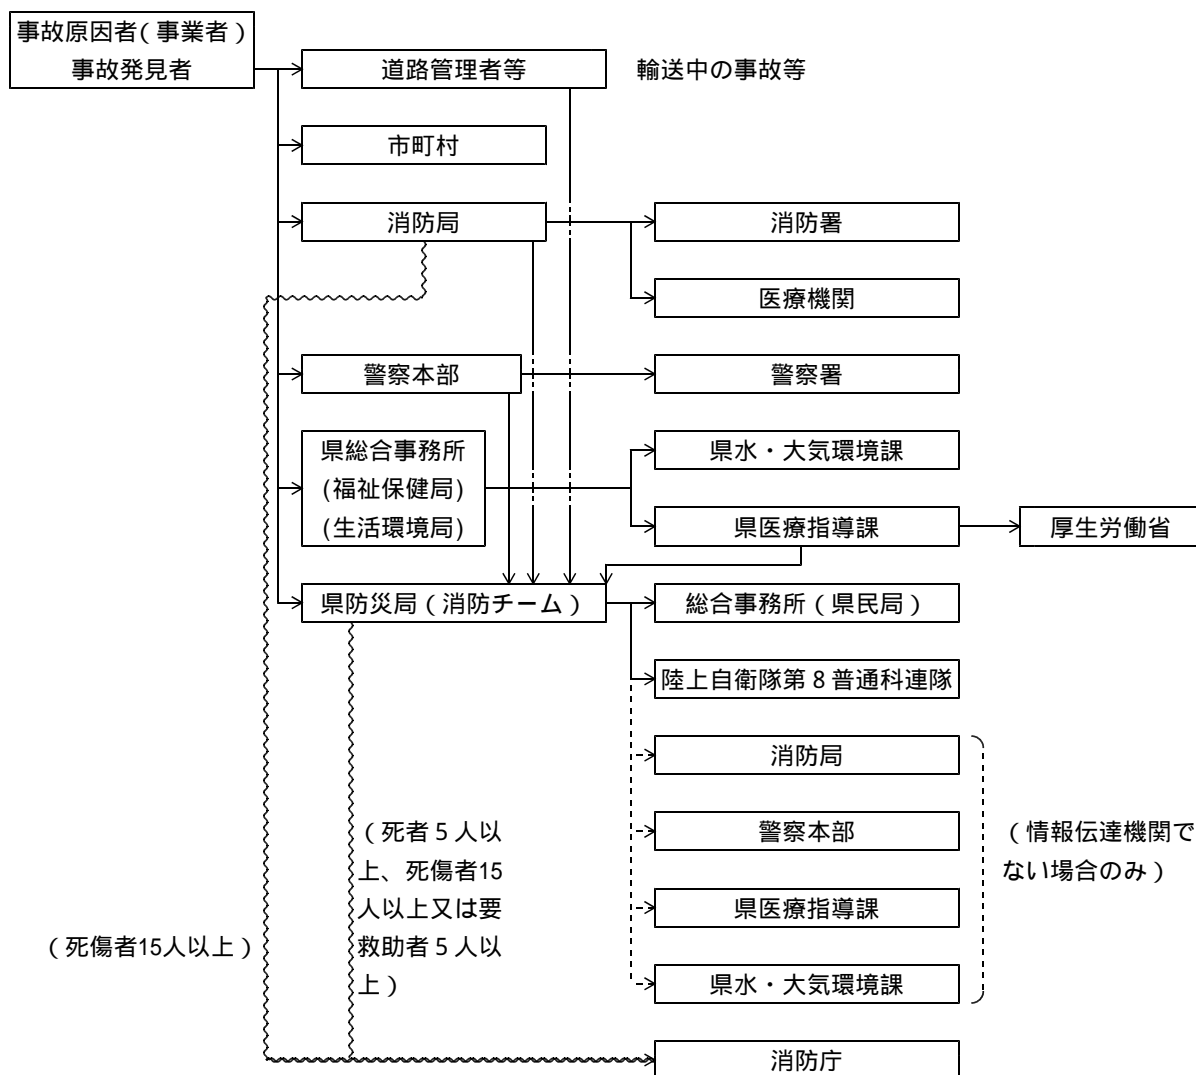 事故原因者(事業者)
事故発見者
道路管理者等
輸送中の事故等
市町村
消防局
消防署
医療機関
警察本部
警察署
県総合事務所
(福祉保健局)
(生活環境局)
県水・大気環境課
県医療指導課
厚生労働省
県防災局(消防チーム)
総合事務所(県民局)
陸上自衛隊第8普通科連隊
消防局
警察本部
県医療指導課
県水・大気環境課
(情報伝達機関で
ない場合のみ)
(死者5人以
上、死傷者15
人以上又は要
救助者5人以
上)
(死傷者15人以上)
消防庁